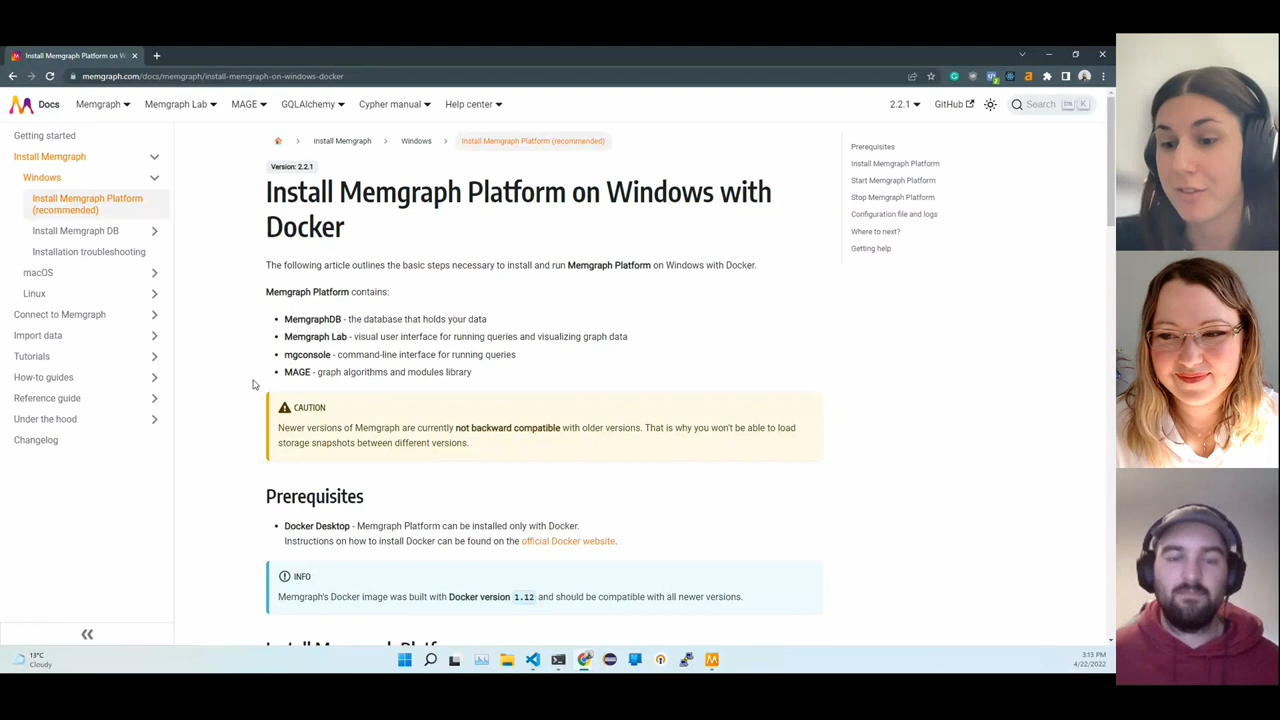 Install Memgraph Platform on W
memgraph.com/docs/memgraph/install-memgraph-on-windows-docker
Docs
Memgraph
Memgraph Lab
MAGE
GQLAlchemy
Cypher manual
Help center
2.2.1
GitHub
Search
K
Getting started
Install Memgraph
Windows
Install Memgraph Platform
(recommended)
Install Memgraph DB
Installation troubleshooting
macOS
Linux
Connect to Memgraph
Import data
Tutorials
How-to guides
Reference guide
Under the hood
Changelog
Install Memgraph
Windows
Install Memgraph Platform (recommended)
Version: 2.2.1
Install Memgraph Platform on Windows with
Docker
The following article outlines the basic steps necessary to install and run Memgraph Platform on Windows with Docker.
Memgraph Platform contains:
MemgraphDB - the database that holds your data
Memgraph Lab - visual user interface for running queries and visualizing graph data
mgconsole - command-line interface for running queries
MAGE - graph algorithms and modules library
CAUTION
Newer versions of Memgraph are currently not backward compatible with older versions. That is why you won't be able to load
storage snapshots between different versions.
Prerequisites
Docker Desktop - Memgraph Platform can be installed only with Docker.
Instructions on how to install Docker can be found on the official Docker website.
INFO
Memgraph's Docker image was built with Docker version 1.12 and should be compatible with all newer versions.
Install Memgraph Platform
Prerequisites
Install Memgraph Platform
Start Memgraph Platform
Stop Memgraph Platform
Configuration file and logs
Where to next?
Getting help
13°C
Cloudy
3:13 PM
4/22/2022